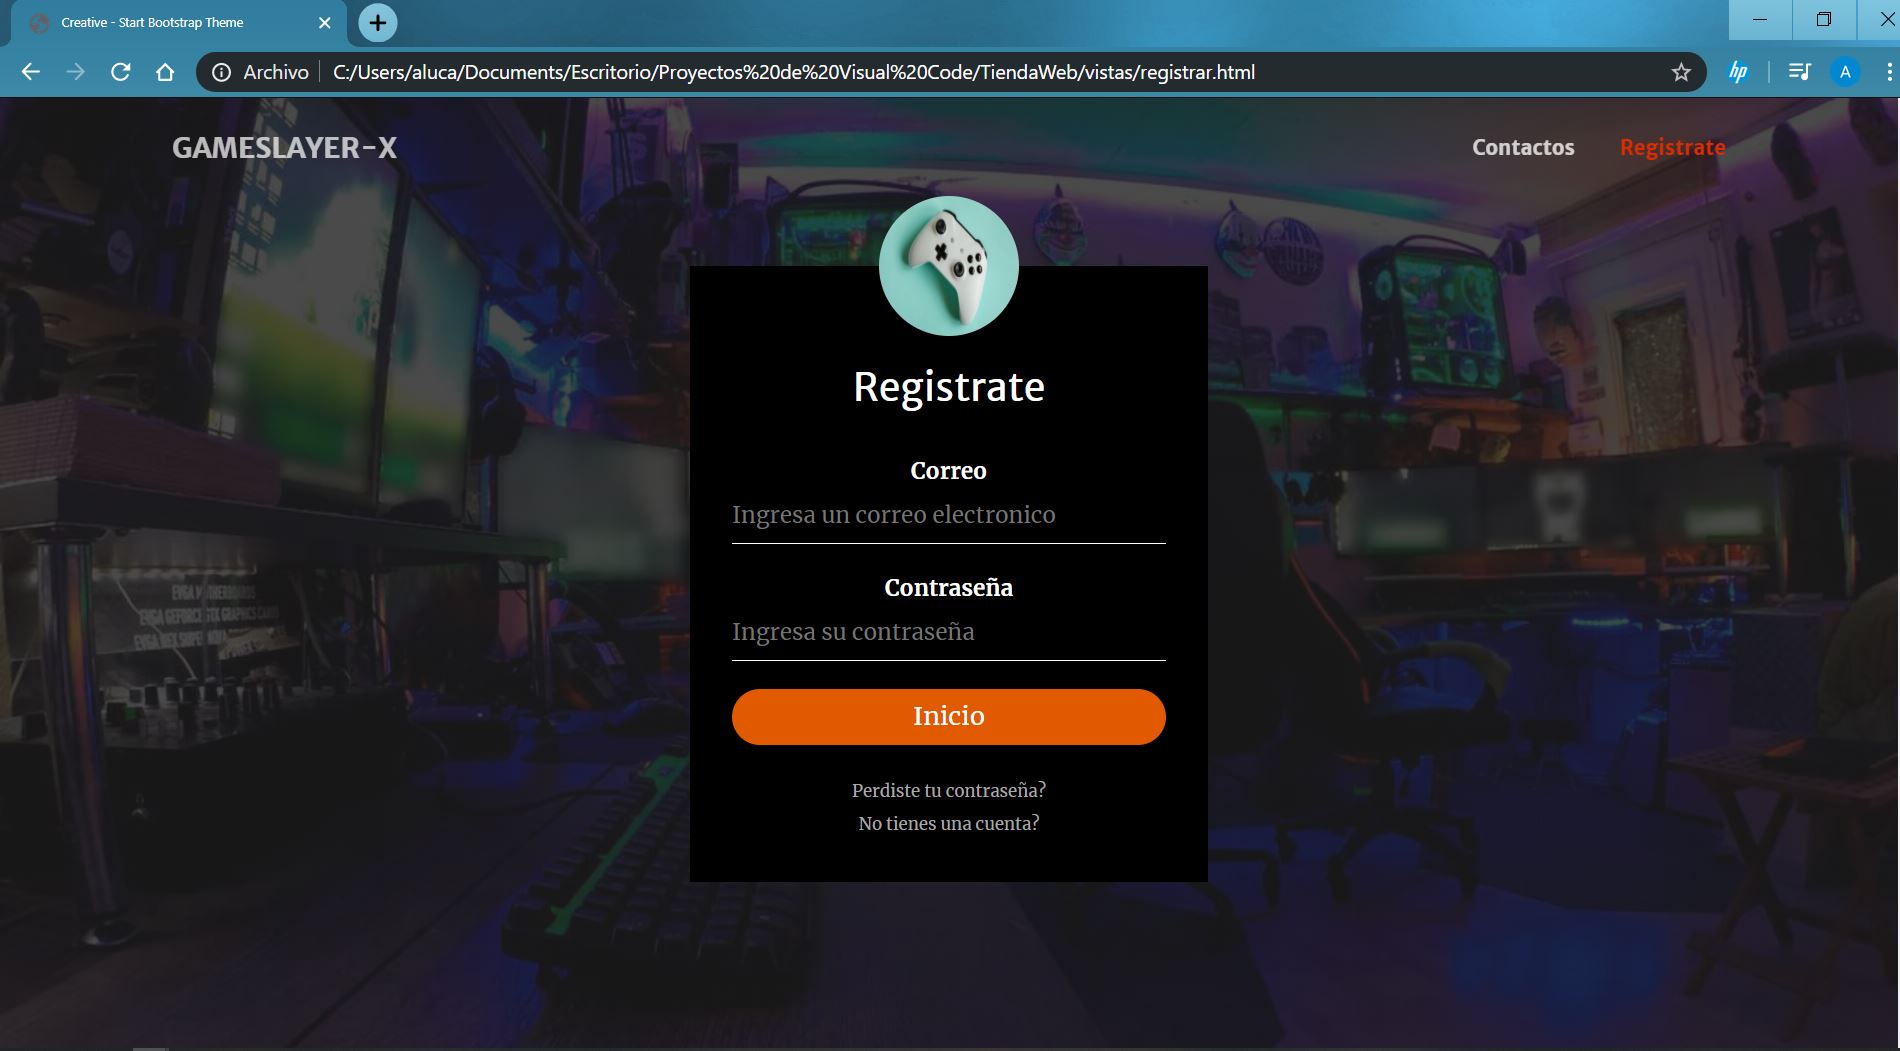 Creative - Start Bootstrap Theme
Archivo
C:/Users/aluca/Documents/Escritorio/Proyectos%20de%20Visual%20Code/TiendaWeb/vistas/registrar.html
hp
A
GAMESLAYER-X
Contactos
Registrate
Registrate
Correo
Ingresa un correo electronico
Contraseña
Ingresa su contraseña
Inicio
Perdiste tu contraseña?
No tienes una cuenta?